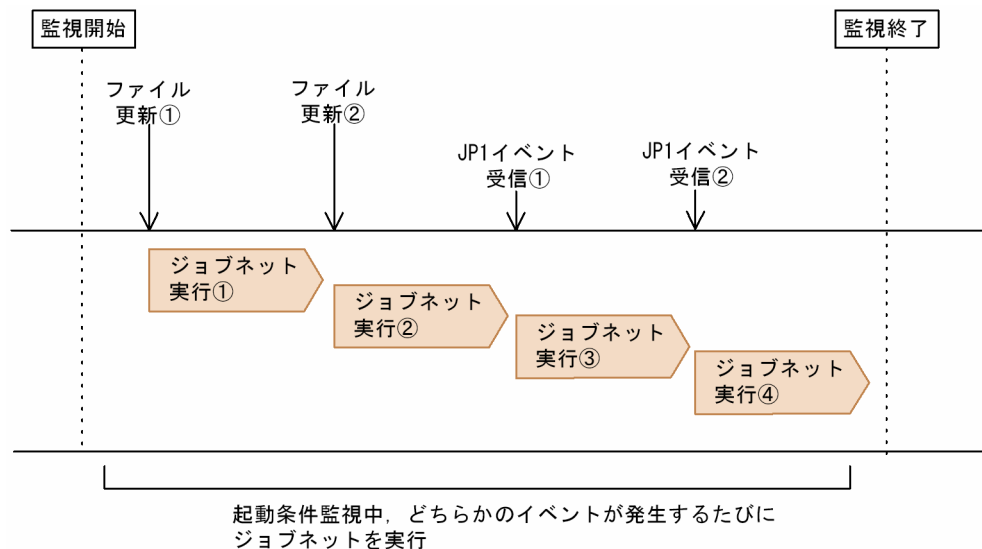 監視開始
監視終了
ファイル
更新①
ファイル
更新②
JP1イベント
受信①
JP1イベント
受信②
ジョブネット
実行①
ジョブネット
実行②
ジョブネット
実行③
ジョブネット
実行④
起動条件監視中，どちらかのイベントが発生するたびに
ジョブネットを実行